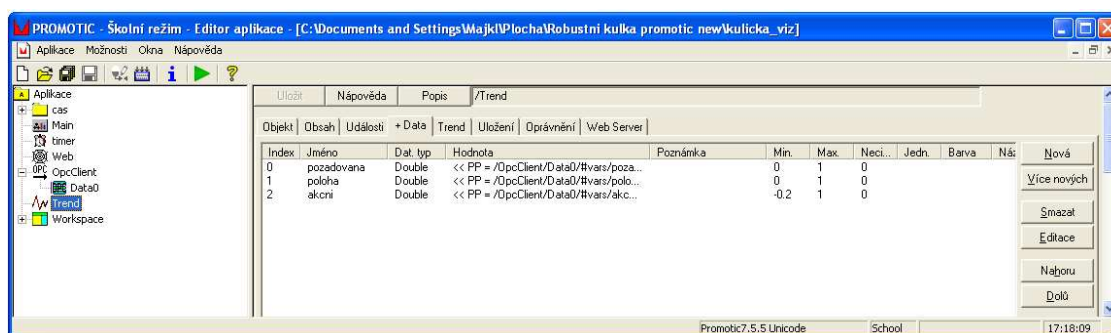 PROMOTIC - Školní režim - Editor aplikace - [C:\Documents and Settings\Majkl\Plocha\Robustni kulka promotic new\kulicka_viz]
Aplikace Možnosti Okna Nápověda
Aplikace
cas
Main
timer
Web
OPC OpcClient
Data0
Trend
Workspace
Uložit Nápověda Popis /Trend
Objekt Obsah Události + Data Trend Uložení Oprávnění Web Server
Index Jméno Dat. typ Hodnota Poznámka Min. Max. Neci... Jedn. Barva
0 pozadovana Double << PP = /OpcClient/Data0/#vars/poza... 0 1 0
1 poloha Double << PP = /OpcClient/Data0/#vars/polo... 0 1 0
2 akcni Double << PP = /OpcClient/Data0/#vars/akc... -0.2 1 0
Nová
Více nových
Smazat
Editace
Nahoru
Dolů
Promotic7.5.5 Unicode School 17:18:09